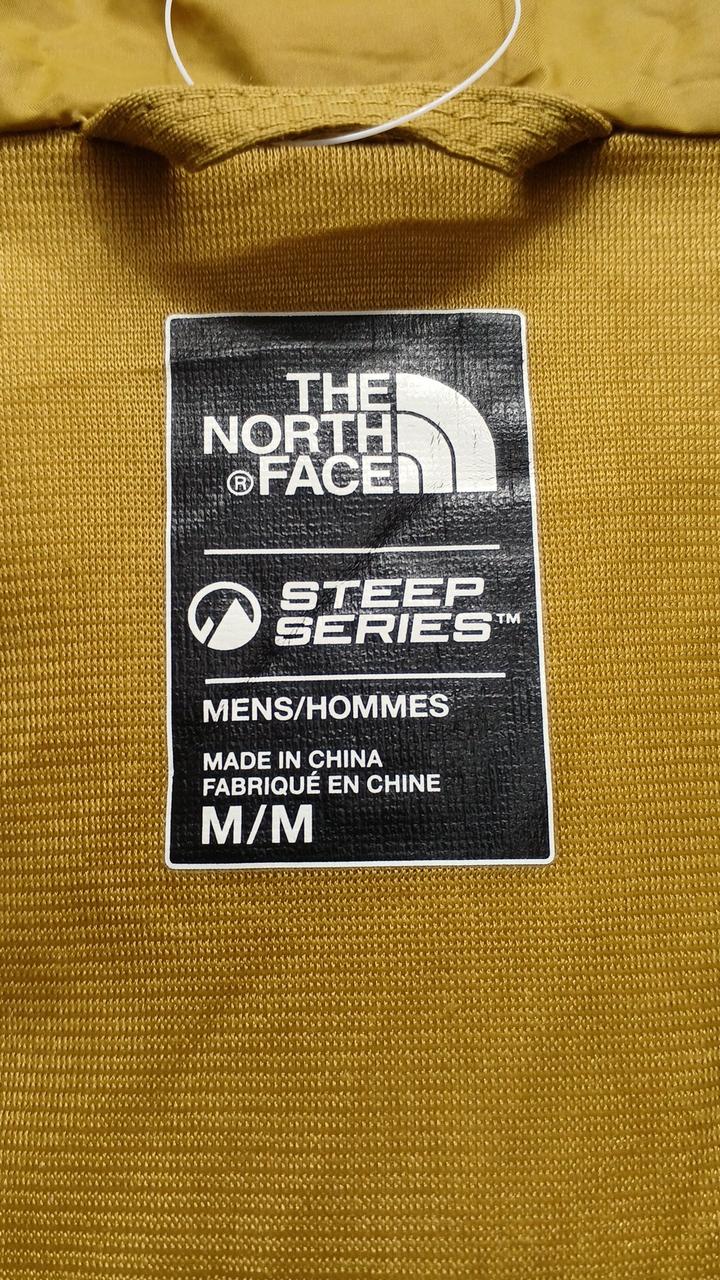 THE
NORTH
® FACE
STEEP
SERIES™
MENS/HOMMES
MADE IN CHINA
FABRIQUÉ EN CHINE
M/M